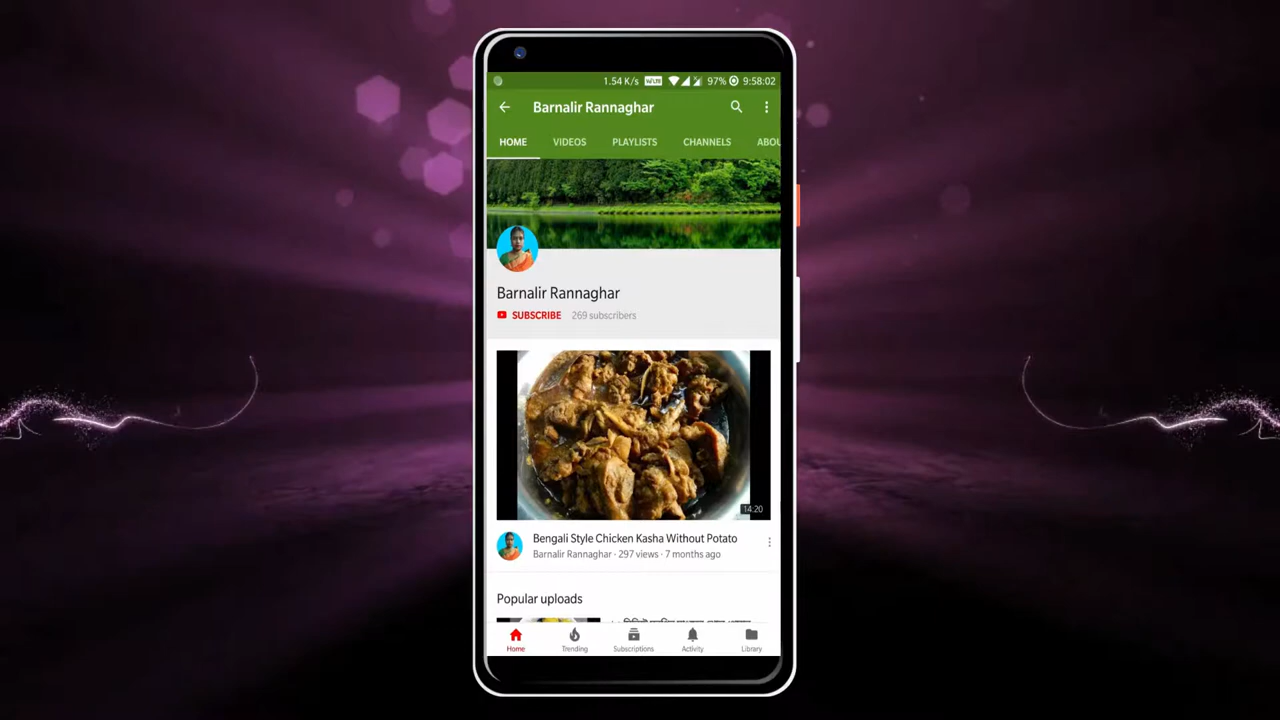 1.54 K/s VoLTE 97% 9:58:02
Barnalir Rannaghar
HOME VIDEOS PLAYLISTS CHANNELS ABOU
Barnalir Rannaghar
SUBSCRIBE 269 subscribers
14:20
Bengali Style Chicken Kasha Without Potato
Barnalir Rannaghar · 297 views · 7 months ago
Popular uploads
Home Trending Subscriptions Activity Library